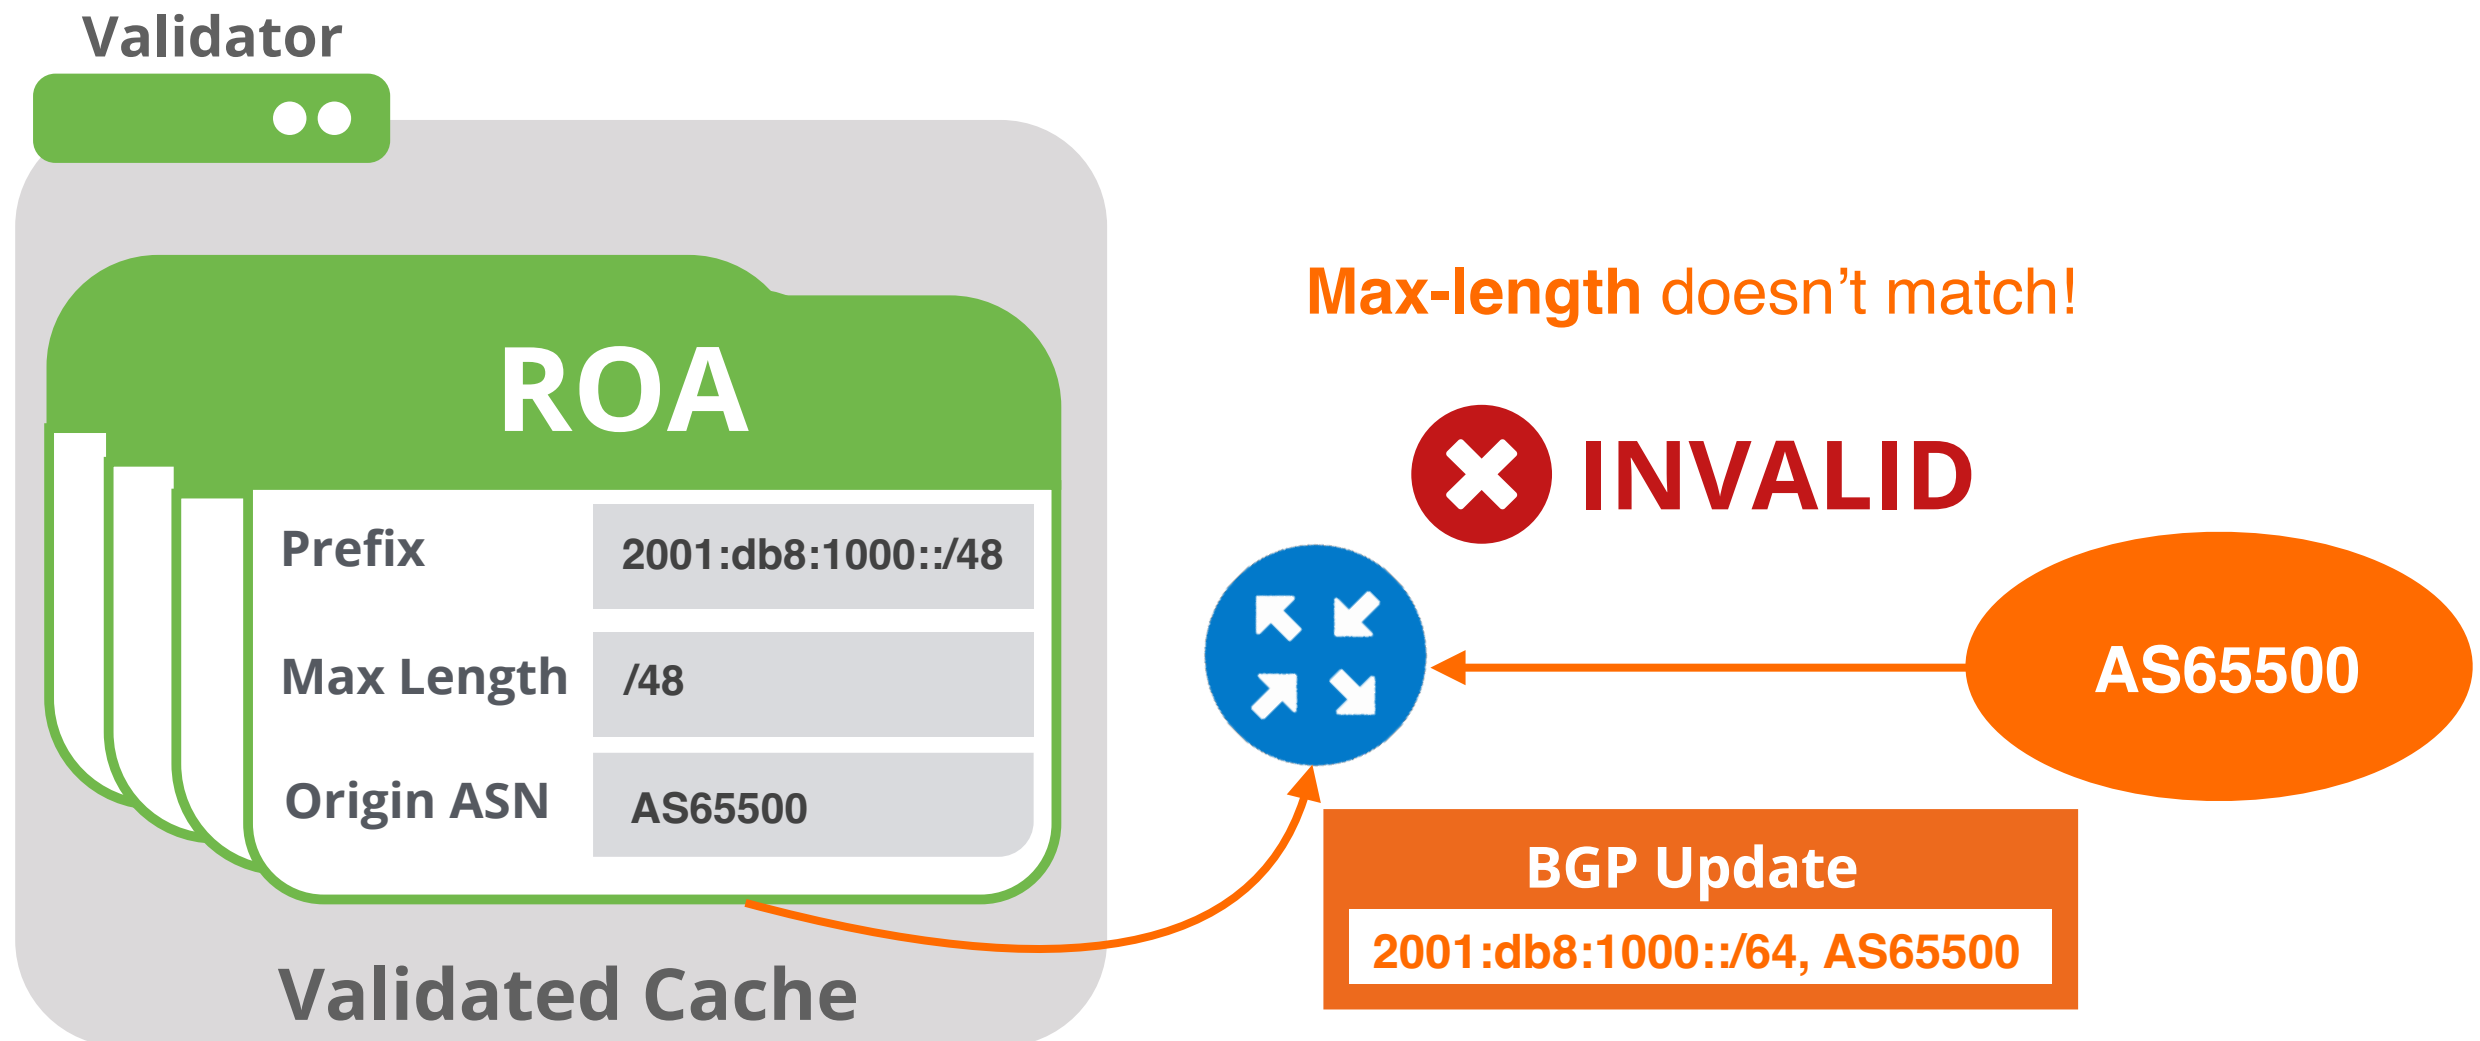 Validator
ROA
Prefix 2001:db8:1000::/48
Max Length /48
Origin ASN AS65500
Validated Cache
Max-length doesn’t match!
INVALID
AS65500
BGP Update
2001:db8:1000::/64, AS65500